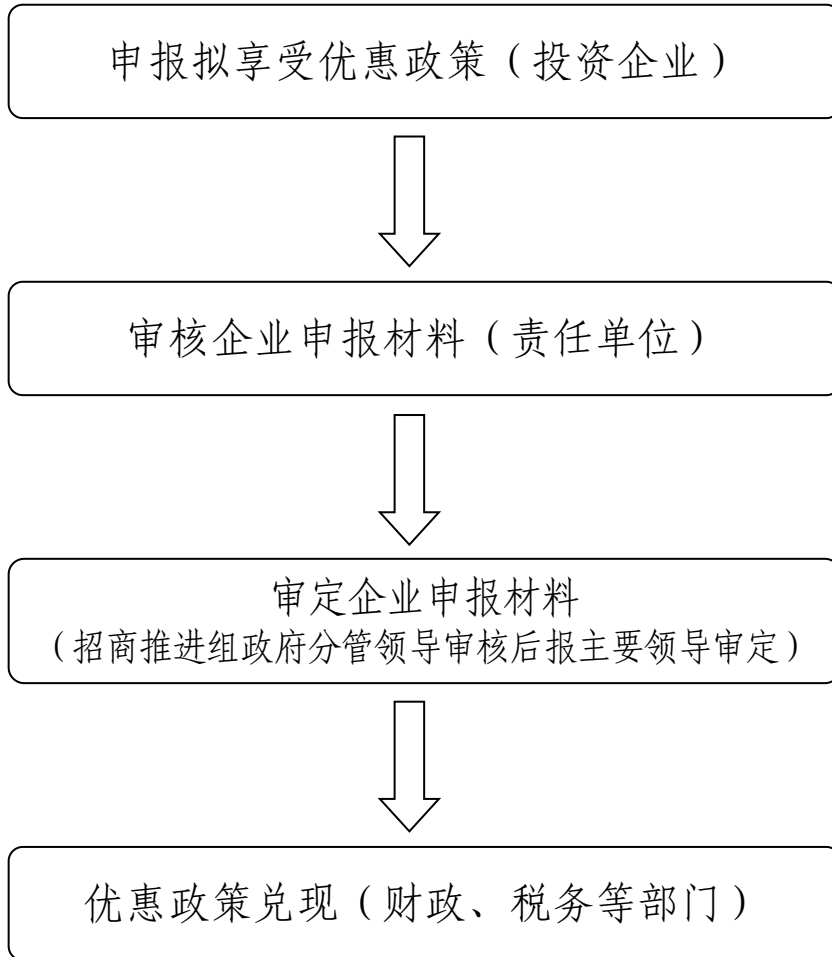 申报拟享受优惠政策（投资企业）
审核企业申报材料（责任单位）
审定企业申报材料
（招商推进组政府分管领导审核后报主要领导审定）
优惠政策兑现（财政、税务等部门）